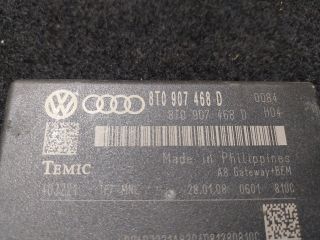 8T0 907 468 D 0084
8T0 907 468 D H04
TEMIC
Made in Philippines
A8 Gateway+BEM
28.01.08 0601 810C